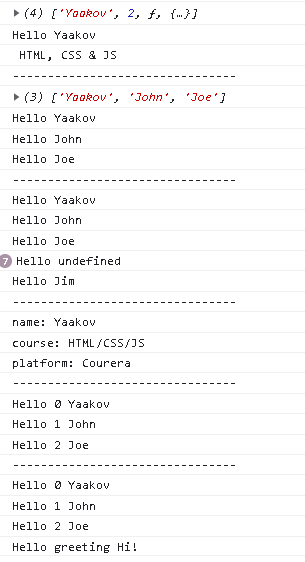 ▶ (4) ['Yaakov', 2, ƒ, {…}]
Hello Yaakov
HTML, CSS & JS
--------------------------------
▶ (3) ['Yaakov', 'John', 'Joe']
Hello Yaakov
Hello John
Hello Joe
--------------------------------
Hello Yaakov
Hello John
Hello Joe
7 Hello undefined
Hello Jim
--------------------------------
name: Yaakov
course: HTML/CSS/JS
platform: Courera
--------------------------------
Hello 0 Yaakov
Hello 1 John
Hello 2 Joe
--------------------------------
Hello 0 Yaakov
Hello 1 John
Hello 2 Joe
Hello greeting Hi!